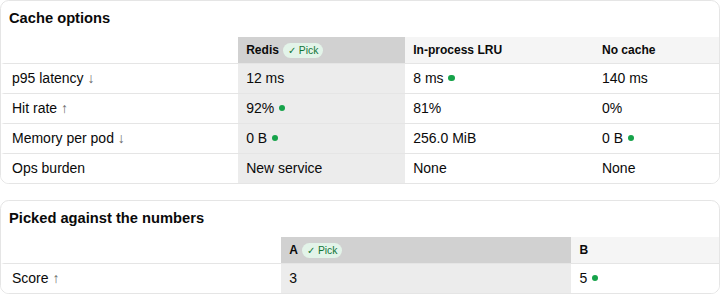 Cache options
Redis ✓ Pick In-process LRU No cache
p95 latency ↓ 12 ms 8 ms 140 ms
Hit rate ↑ 92% 81% 0%
Memory per pod ↓ 0 B 256.0 MiB 0 B
Ops burden New service None None
Picked against the numbers
A ✓ Pick B
Score ↑ 3 5